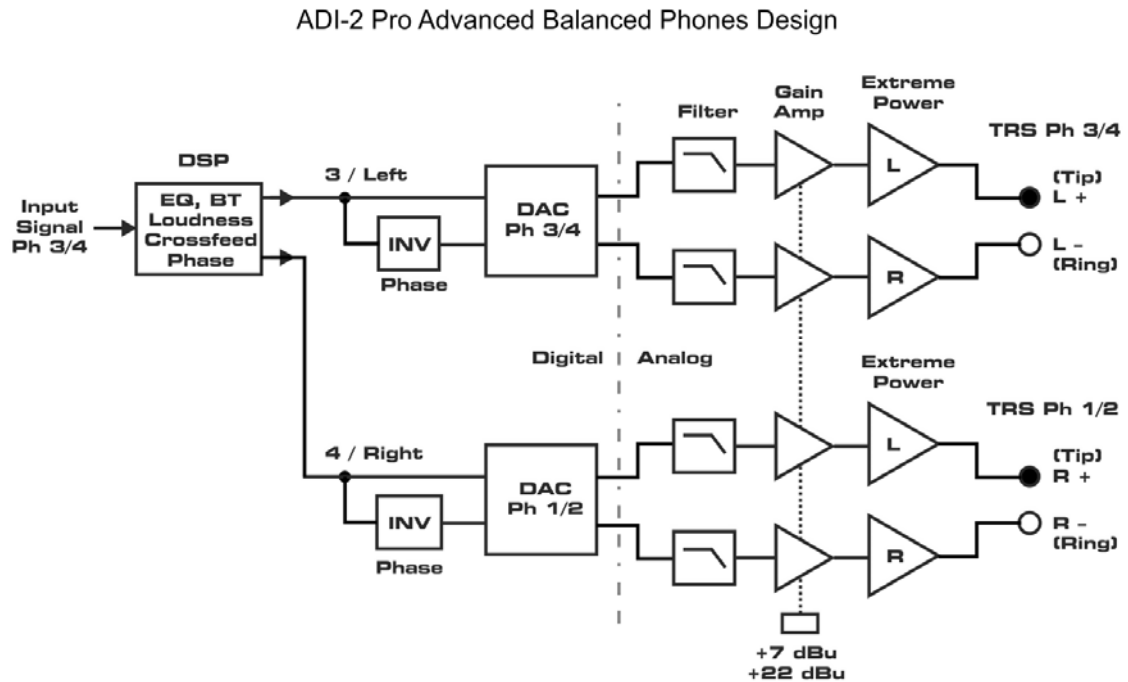 ADI-2 Pro Advanced Balanced Phones Design
Input
Signal
Ph 3/4
DSP
EQ, BT
Loudness
Crossfeed
Phase
3 / Left
INV
Phase
DAC
Ph 3/4
Filter
Gain
Amp
Extreme
Power
L
R
TRS Ph 3/4
(Tip)
L +
L -
(Ring)
Digital
Analog
4 / Right
INV
Phase
DAC
Ph 1/2
Extreme
Power
L
R
TRS Ph 1/2
(Tip)
R +
R -
(Ring)
+7 dBu
+22 dBu